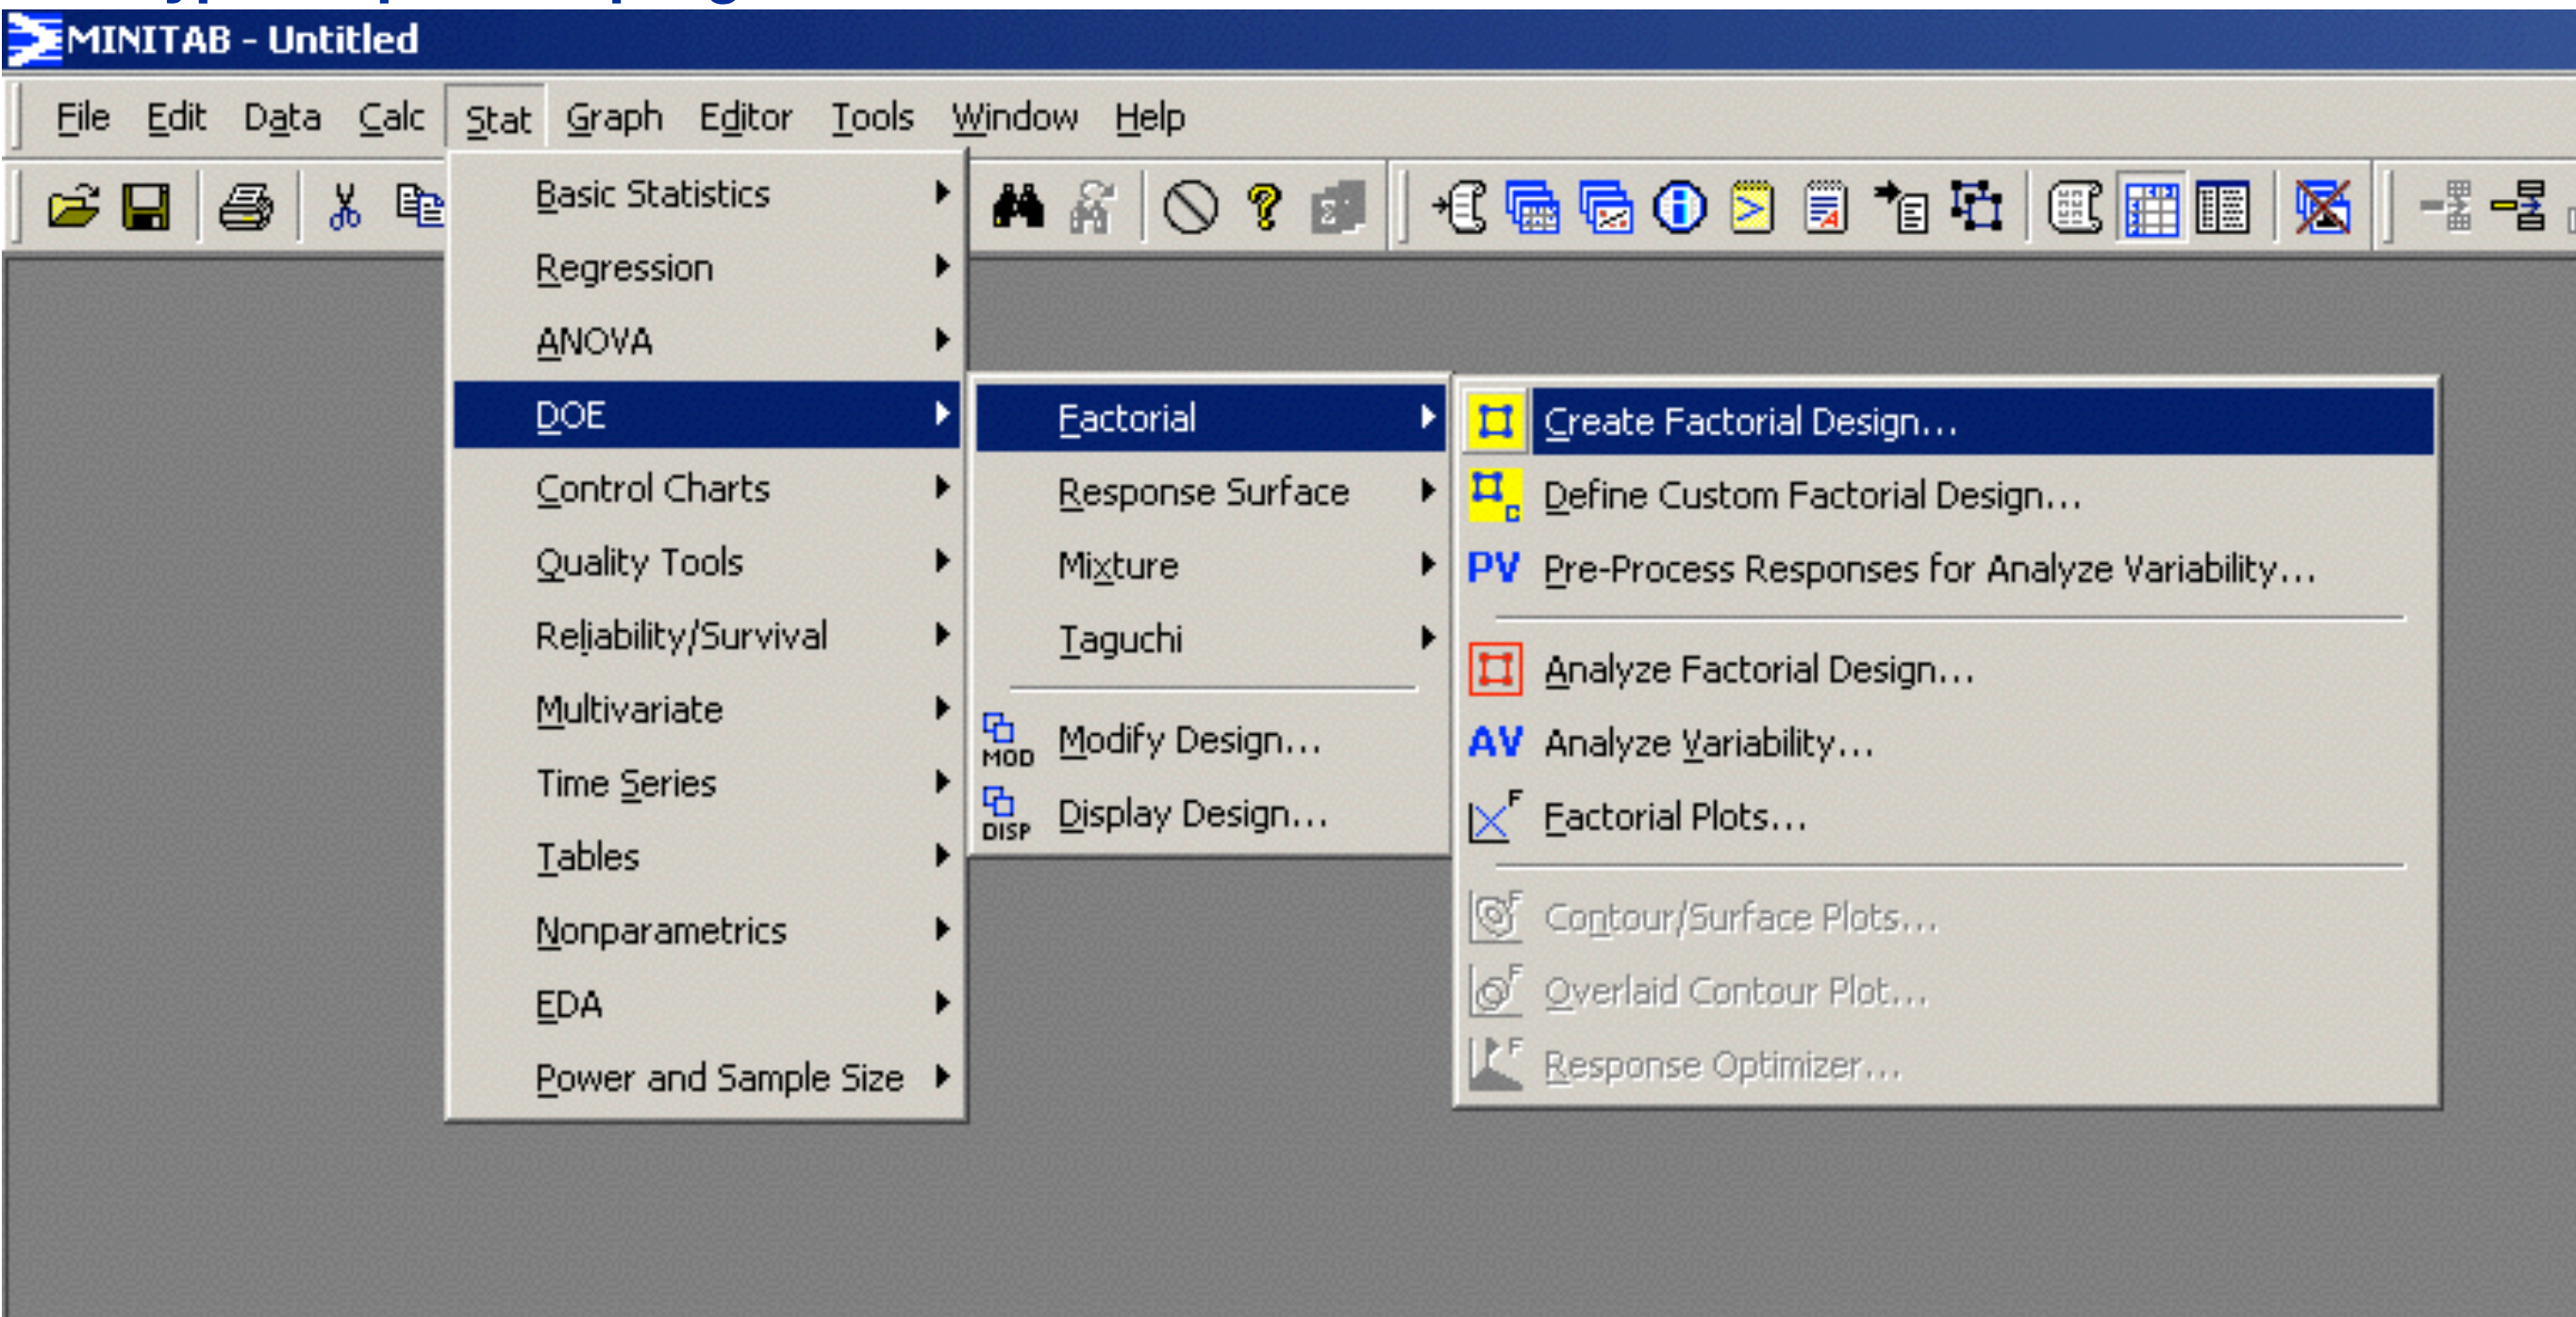 MINITAB - Untitled
File Edit Data Calc Stat Graph Editor Tools Window Help
Basic Statistics
Regression
ANOVA
DOE
Control Charts
Quality Tools
Reliability/Survival
Multivariate
Time Series
Tables
Nonparametrics
EDA
Power and Sample Size
Factorial
Response Surface
Mixture
Taguchi
MOD Modify Design...
DISP Display Design...
Create Factorial Design...
C Define Custom Factorial Design...
PV Pre-Process Responses for Analyze Variability...
Analyze Factorial Design...
AV Analyze Variability...
F Factorial Plots...
F Contour/Surface Plots...
F Overlaid Contour Plot...
F Response Optimizer...